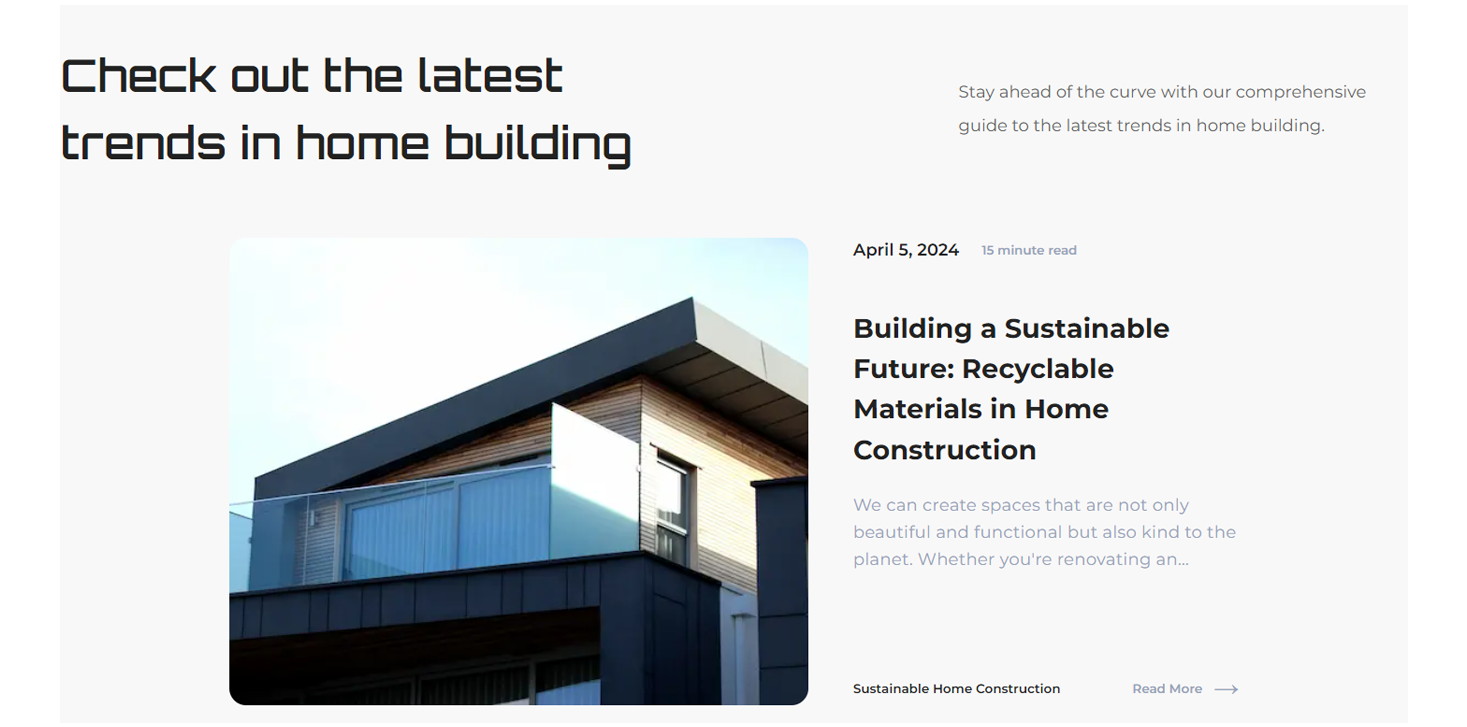 Check out the latest
trends in home building
Stay ahead of the curve with our comprehensive
guide to the latest trends in home building.
April 5, 2024 15 minute read
Building a Sustainable
Future: Recyclable
Materials in Home
Construction
We can create spaces that are not only
beautiful and functional but also kind to the
planet. Whether you're renovating an...
Sustainable Home Construction Read More